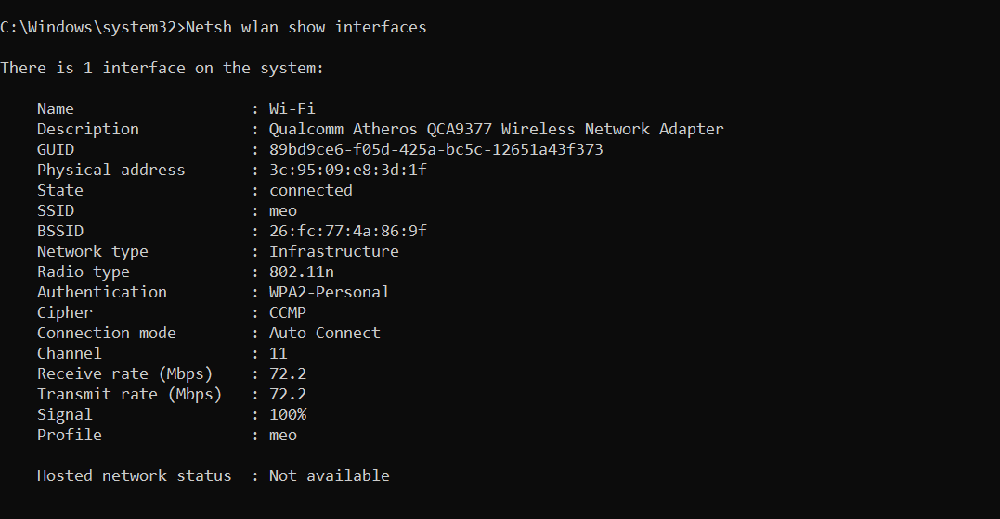 C:\Windows\system32>Netsh wlan show interfaces
There is 1 interface on the system:
Name : Wi-Fi
Description : Qualcomm Atheros QCA9377 Wireless Network Adapter
GUID : 89bd9ce6-f05d-425a-bc5c-12651a43f373
Physical address : 3c:95:09:e8:3d:1f
State : connected
SSID : meo
BSSID : 26:fc:77:4a:86:9f
Network type : Infrastructure
Radio type : 802.11n
Authentication : WPA2-Personal
Cipher : CCMP
Connection mode : Auto Connect
Channel : 11
Receive rate (Mbps) : 72.2
Transmit rate (Mbps) : 72.2
Signal : 100%
Profile : meo
Hosted network status : Not available